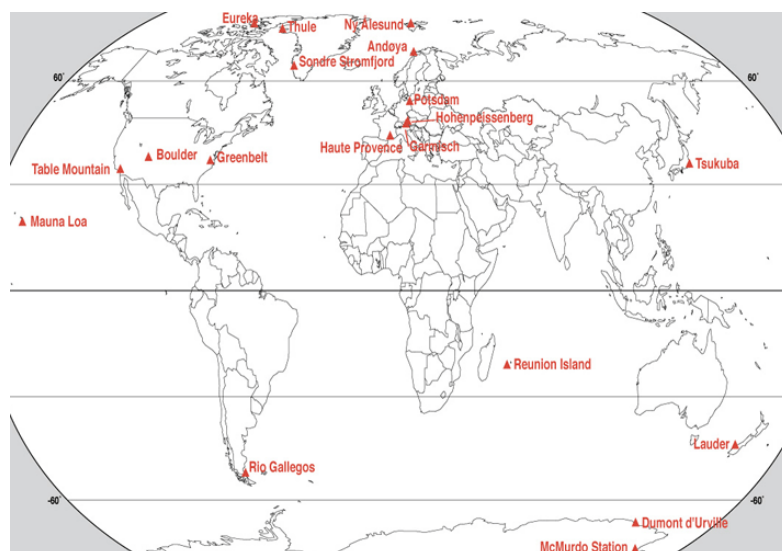 Eureka
Thule
Ny Alesund
Andøya
Sondre Stromfjord
60°
60°
Potsdam
Hohenpeissenberg
Haute Provence
Garmisch
Boulder
Greenbelt
Table Mountain
Tsukuba
Mauna Loa
Reunion Island
Lauder
Rio Gallegos
-60°
-60°
Dumont d'Urville
McMurdo Station